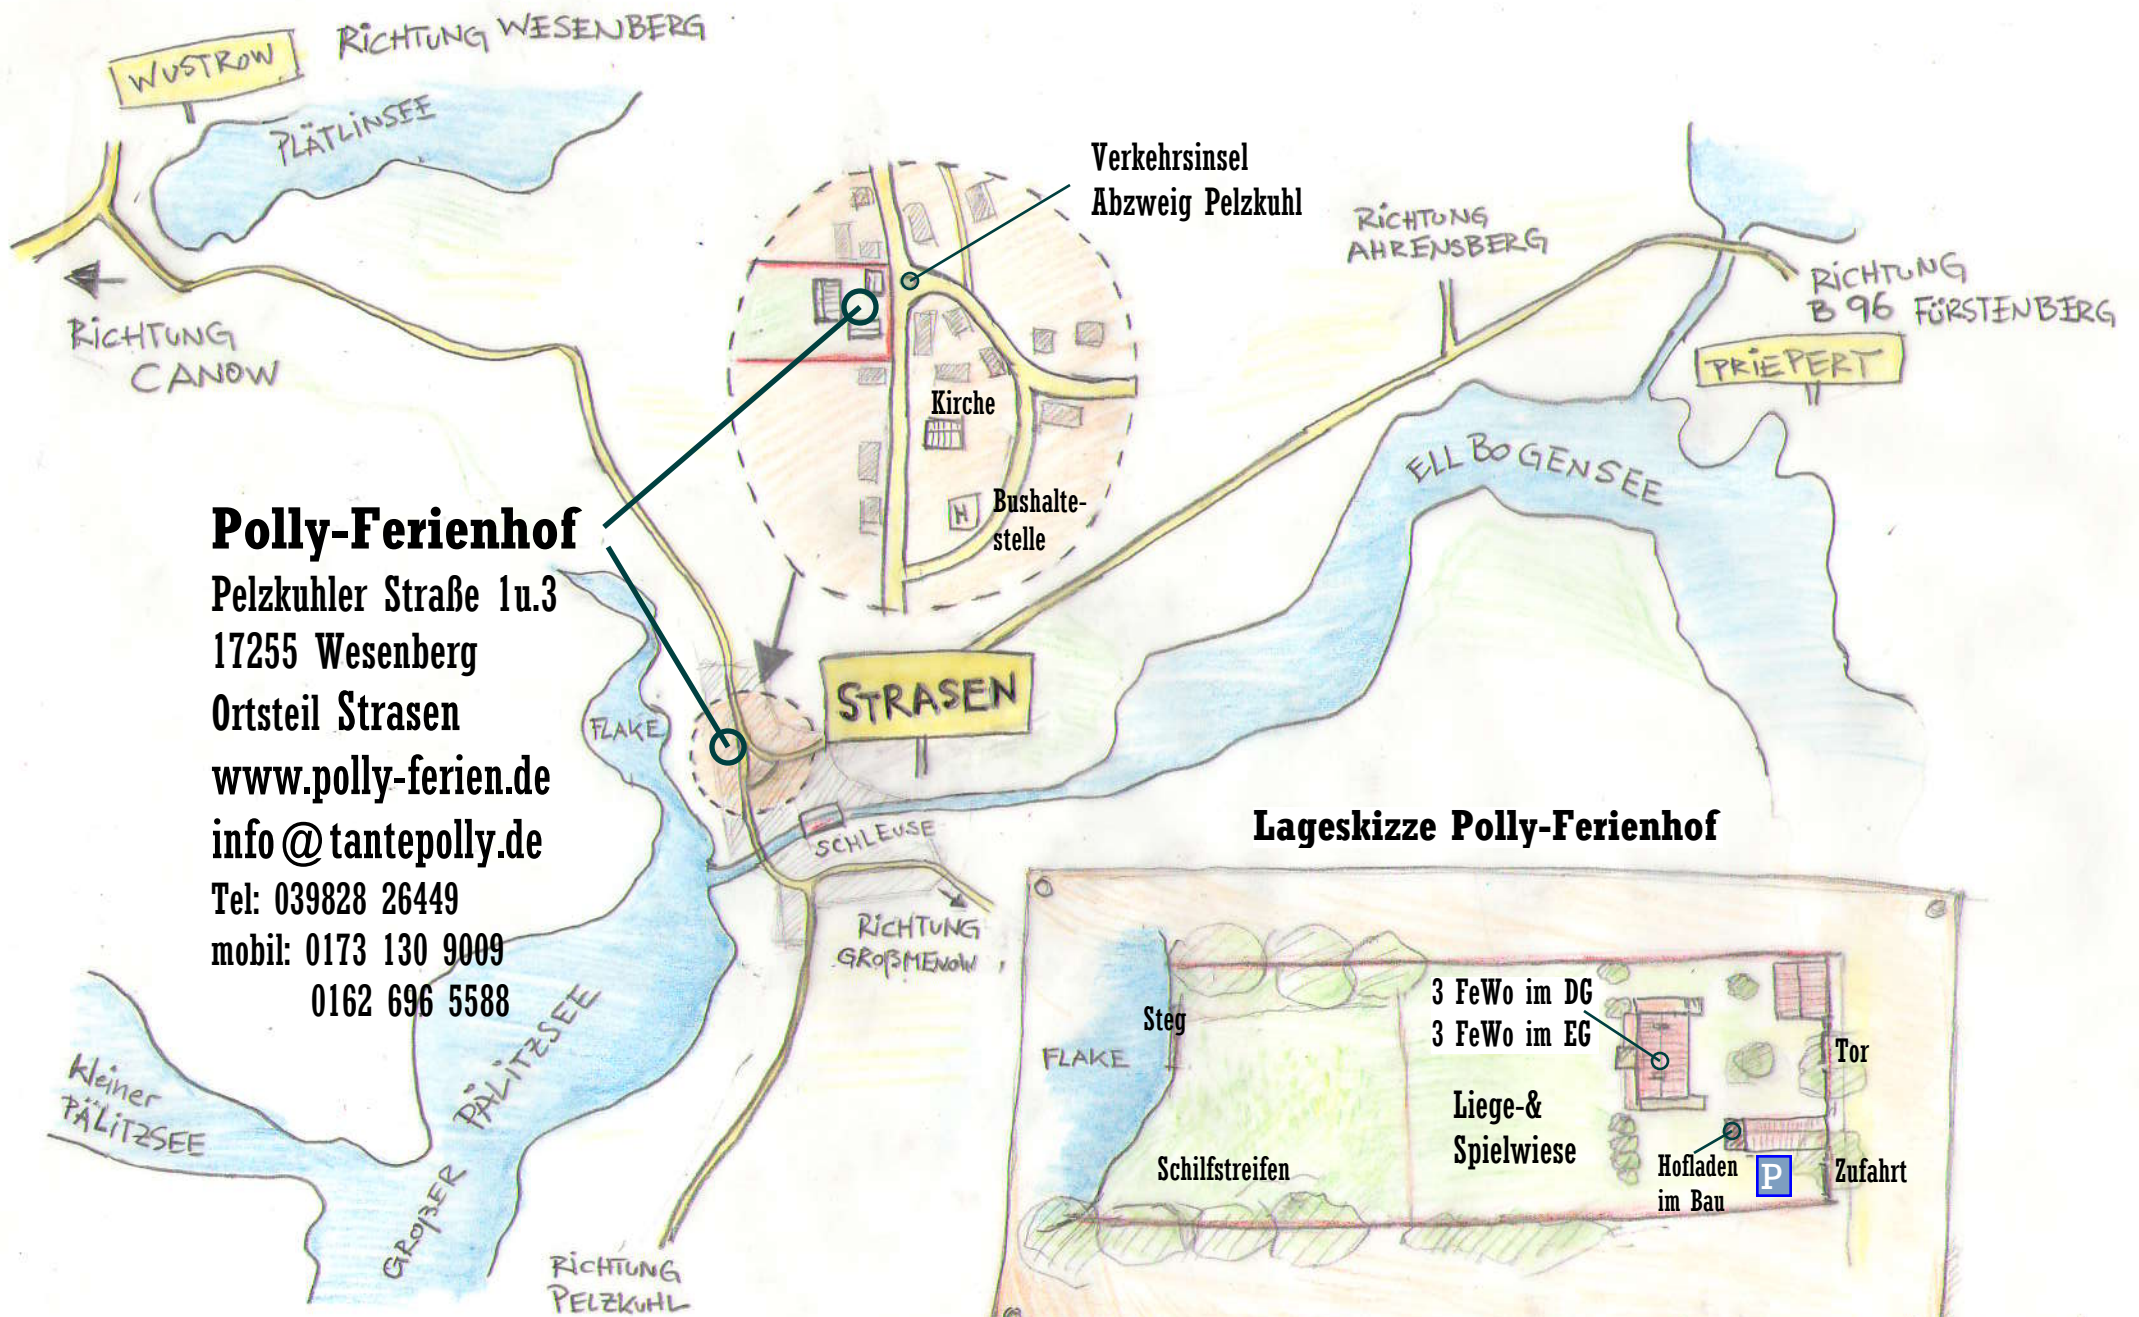 WUSTROW
RICHTUNG WESENBERG
PLÄTLINSEE
RICHTUNG
CANOW
Verkehrsinsel
Abzweig Pelzkuhl
Kirche
H
Bushalte-
stelle
RICHTUNG
AHRENSBERG
RICHTUNG
B 96 FÜRSTENBERG
PRIEPERT
ELLBOGENSEE
Polly-Ferienhof
Pelzkuhler Straße 1u.3
17255 Wesenberg
Ortsteil Strasen
www.polly-ferien.de
info@tantepolly.de
Tel: 039828 26449
mobil: 0173 130 9009
0162 696 5588
FLAKE
STRASEN
SCHLEUSE
RICHTUNG
GROßMENOW
kleiner
PÄLITZSEE
GROßER PÄLITZSEE
RICHTUNG
PELZKUHL
Lageskizze Polly-Ferienhof
Steg
FLAKE
Schilfstreifen
3 FeWo im DG
3 FeWo im EG
Liege-&
Spielwiese
Tor
Hofladen
im Bau
P
Zufahrt